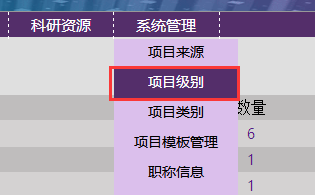 科研资源 系统管理
项目来源
项目级别
项目类别 数量
项目模板管理 6
职称信息 1
1